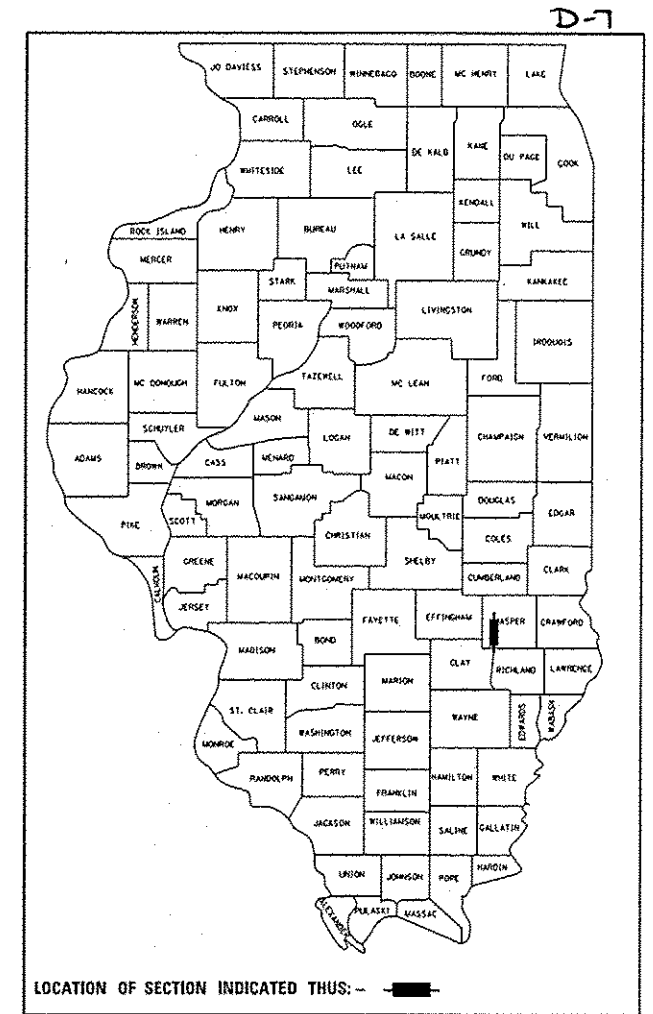 D-7
JO DAVIESS STEPHENSON WINNEBAGO BOONE MC HENRY LAKE
CARROLL OGLE DE KALB KANE DU PAGE COOK
WHITESIDE LEE
KENDALL WILL
ROCK ISLAND HENRY BUREAU LA SALLE GRUNDY
MERCER PUTNAM
STARK MARSHALL KANKAKEE
HENDERSON WARREN KNOX PEORIA WOODFORD LIVINGSTON
IROQUOIS
HANCOCK MC DONOUGH FULTON TAZEWELL MC LEAN FORD
MASON
SCHUYLER LOGAN DE WITT CHAMPAIGN VERMILION
ADAMS BROWN CASS MENARD PIATT
MACON
PIKE SCOTT MORGAN SANGAMON MOULTRIE DOUGLAS EDGAR
CHRISTIAN COLES
GREENE SHELBY
CALHOUN MACOUPIN MONTGOMERY CUMBERLAND CLARK
JERSEY
FAYETTE EFFINGHAM JASPER CRAWFORD
MADISON BOND
CLAY RICHLAND LAWRENCE
CLINTON MARION
ST. CLAIR WAYNE EDWARDS WABASH
WASHINGTON JEFFERSON
MONROE
RANDOLPH PERRY HAMILTON WHITE
FRANKLIN
JACKSON WILLIAMSON SALINE GALLATIN
UNION JOHNSON POPE HARDIN
ALEXANDER PULASKI MASSAC
LOCATION OF SECTION INDICATED THUS: –